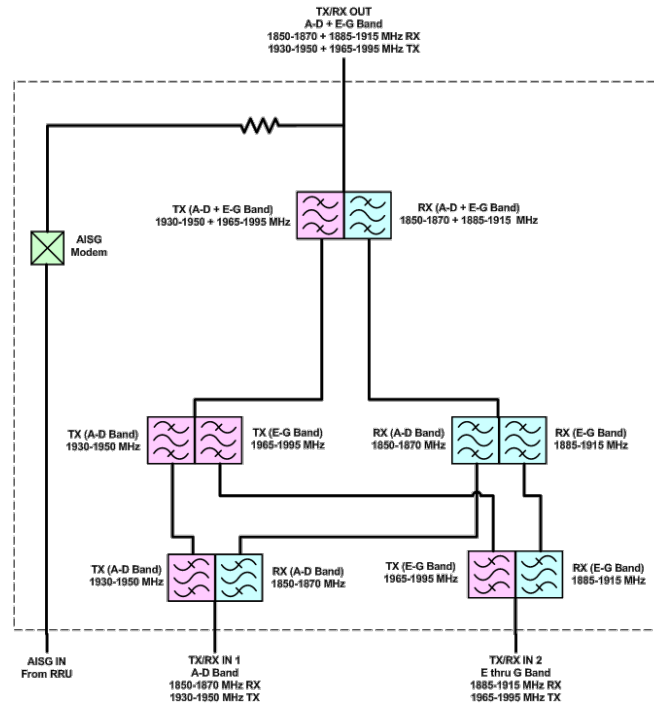 TX/RX OUT
A-D + E-G Band
1850-1870 + 1885-1915 MHz RX
1930-1950 + 1965-1995 MHz TX
TX (A-D + E-G Band)
1930-1950 + 1965-1995 MHz
RX (A-D + E-G Band)
1850-1870 + 1885-1915 MHz
AISG
Modem
TX (A-D Band)
1930-1950 MHz
TX (E-G Band)
1965-1995 MHz
RX (A-D Band)
1850-1870 MHz
RX (E-G Band)
1885-1915 MHz
TX (A-D Band)
1930-1950 MHz
RX (A-D Band)
1850-1870 MHz
TX (E-G Band)
1965-1995 MHz
RX (E-G Band)
1885-1915 MHz
AISG IN
From RRU
TX/RX IN 1
A-D Band
1850-1870 MHz RX
1930-1950 MHz TX
TX/RX IN 2
E thru G Band
1885-1915 MHz RX
1965-1995 MHz TX